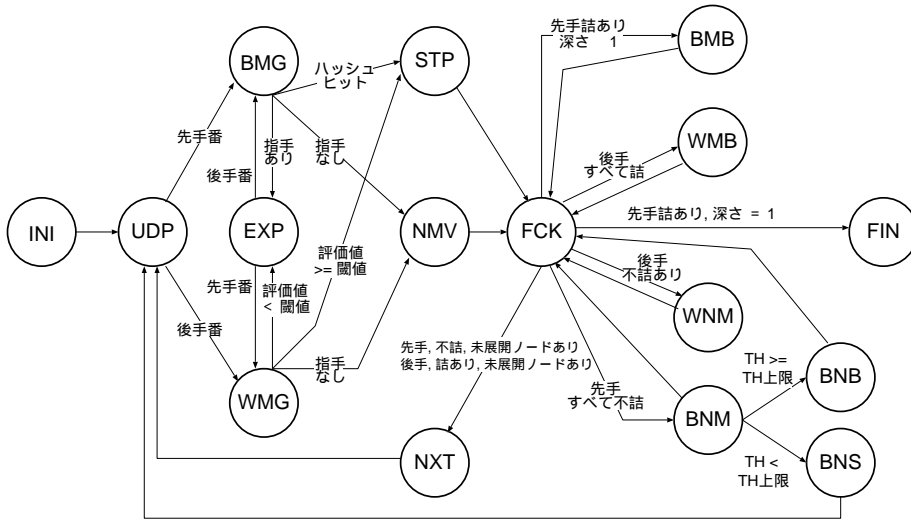 BMG
ハッシュ
ヒット
STP
先手詰あり
深さ 1
BMB
先手番
指手
あり
指手
なし
後手番
WMB
後手
すべて詰
INI
UDP
EXP
NMV
FCK
先手詰あり, 深さ = 1
FIN
評価値
>= 閾値
後手
不詰あり
先手番
評価値
< 閾値
WNM
後手番
先手, 不詰, 未展開ノードあり
後手, 詰あり, 未展開ノードあり
指手
なし
TH >=
TH上限
BNB
WMG
先手
すべて不詰
BNM
NXT
TH <
TH上限
BNS